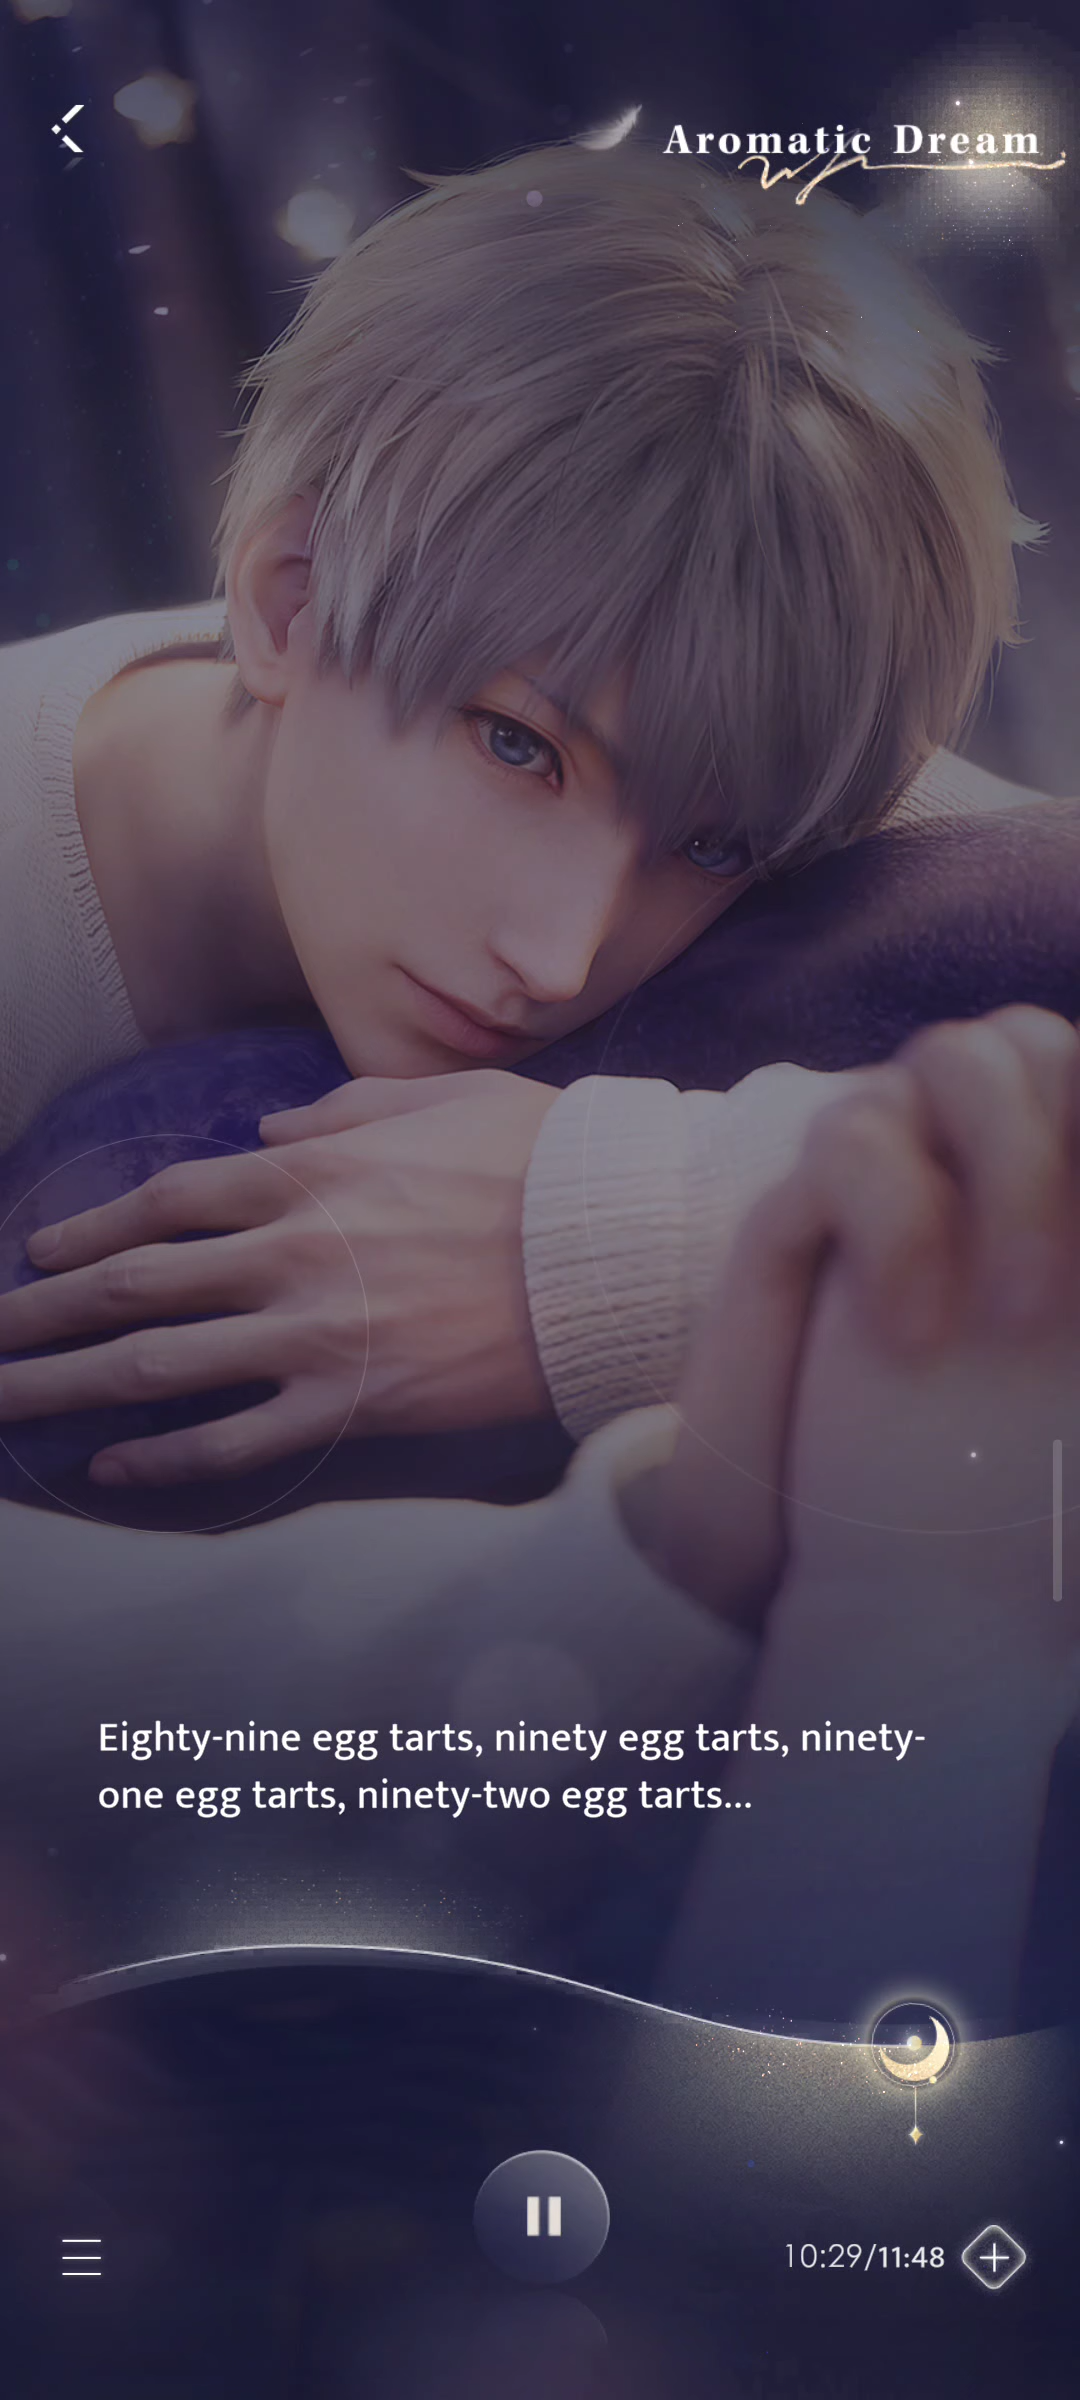 Aromatic Dream
Eighty-nine egg tarts, ninety egg tarts, ninety-
one egg tarts, ninety-two egg tarts...
10:29/11:48